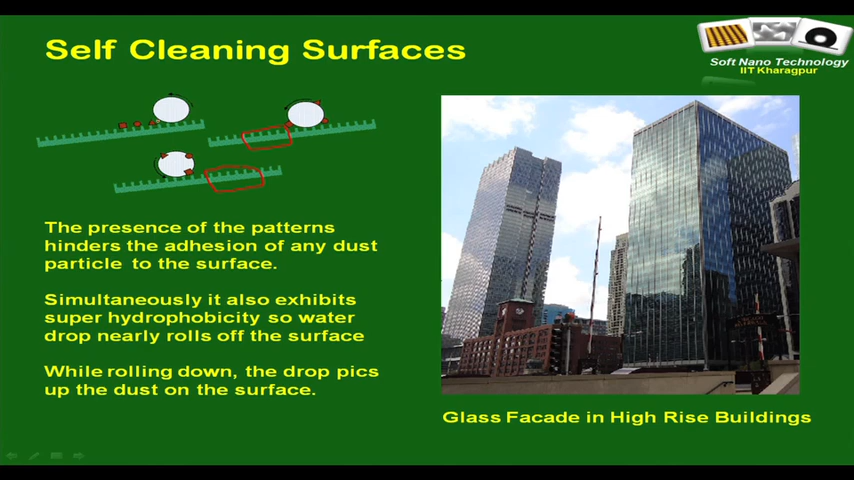 Self Cleaning Surfaces
Soft Nano Technology
IIT Kharagpur
The presence of the patterns
hinders the adhesion of any dust
particle to the surface.
Simultaneously it also exhibits
super hydrophobicity so water
drop nearly rolls off the surface
While rolling down, the drop pics
up the dust on the surface.
Glass Facade in High Rise Buildings